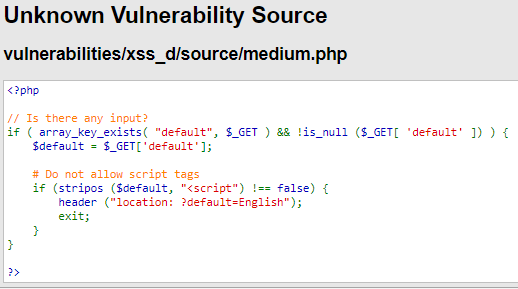 Unknown Vulnerability Source
vulnerabilities/xss_d/source/medium.php
<?php
// Is there any input?
if ( array_key_exists( "default", $_GET ) && !is_null ($_GET[ 'default' ]) ) {
    $default = $_GET['default'];
    # Do not allow script tags
    if (stripos ($default, "<script") !== false) {
        header ("location: ?default=English");
        exit;
    }
}
?>